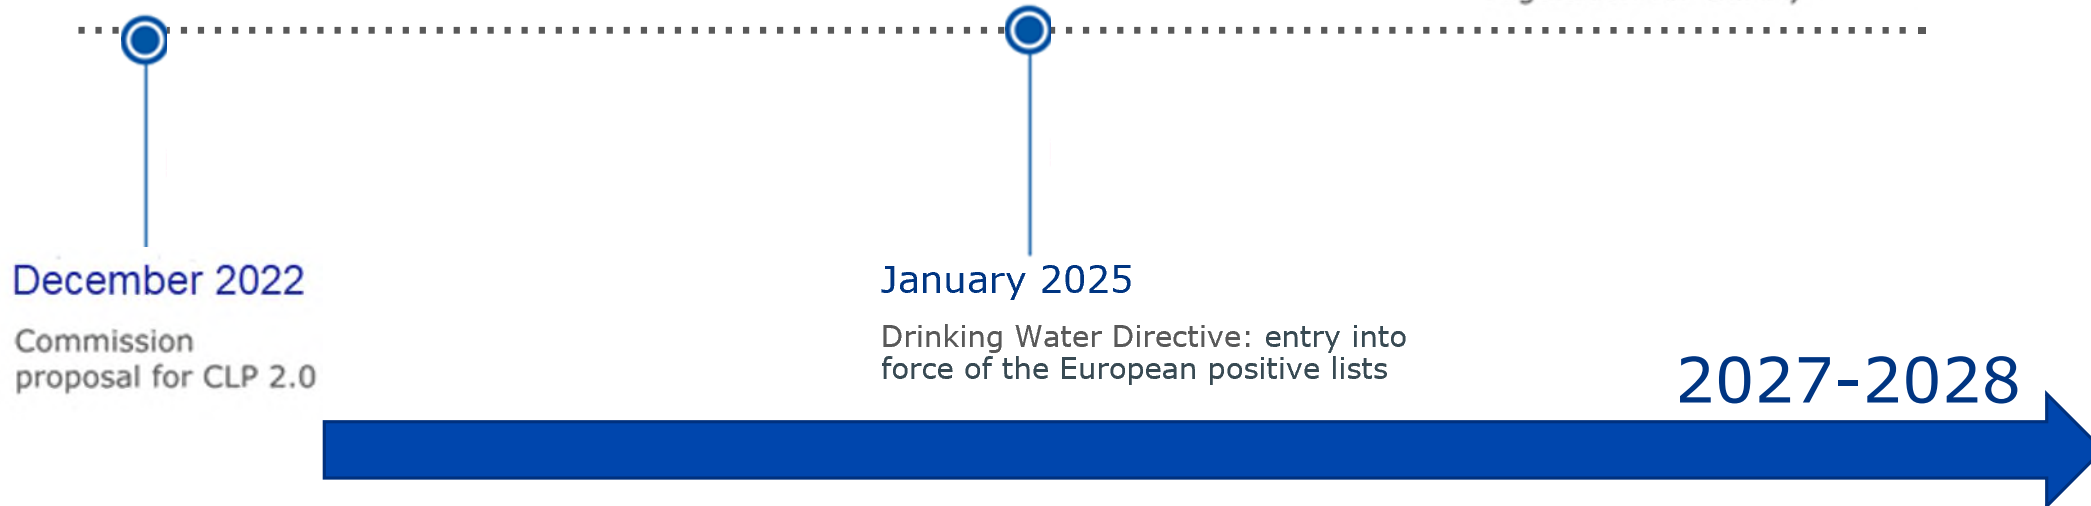 December 2022
Commission
proposal for CLP 2.0
January 2025
Drinking Water Directive: entry into
force of the European positive lists
2027-2028